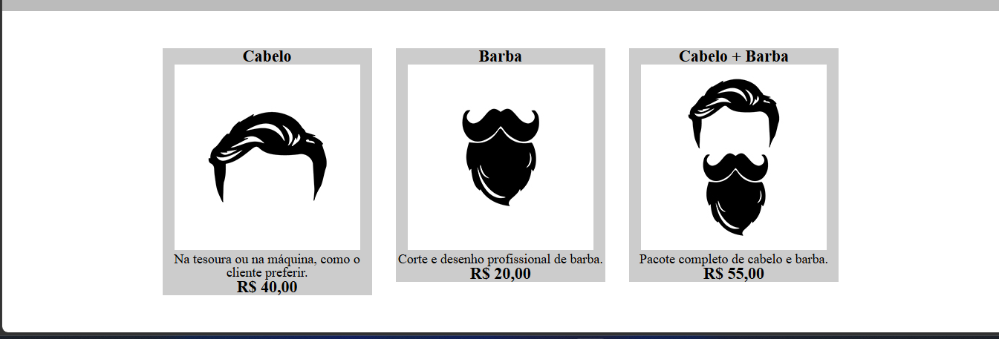 Cabelo
Na tesoura ou na máquina, como o
cliente preferir.
R$ 40,00
Barba
Corte e desenho profissional de barba.
R$ 20,00
Cabelo + Barba
Pacote completo de cabelo e barba.
R$ 55,00